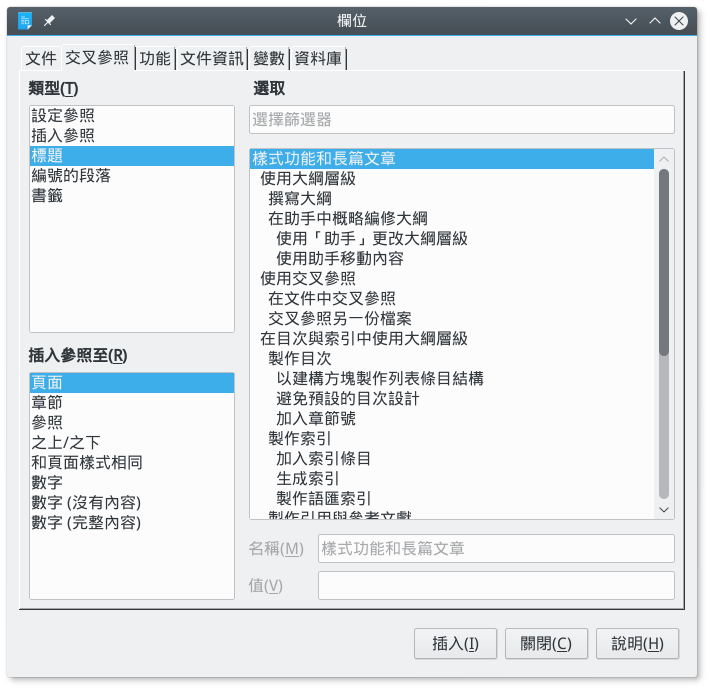 欄位
文件 交叉參照 功能 文件資訊 變數 資料庫
類型(T)
設定參照
插入參照
標題
編號的段落
書籤
插入參照至(R)
頁面
章節
參照
之上/之下
和頁面樣式相同
數字
數字 (沒有內容)
數字 (完整內容)
選取
選擇篩選器
樣式功能和長篇文章
使用大綱層級
撰寫大綱
在助手中概略編修大綱
使用「助手」更改大綱層級
使用助手移動內容
使用交叉參照
在文件中交叉參照
交叉參照另一份檔案
在目次與索引中使用大綱層級
製作目次
以建構方塊製作列表條目結構
避免預設的目次設計
加入章節號
製作索引
加入索引條目
生成索引
製作語匯索引
製作引用與參考文獻
名稱(M) 樣式功能和長篇文章
值(V)
插入(I) 關閉(C) 說明(H)